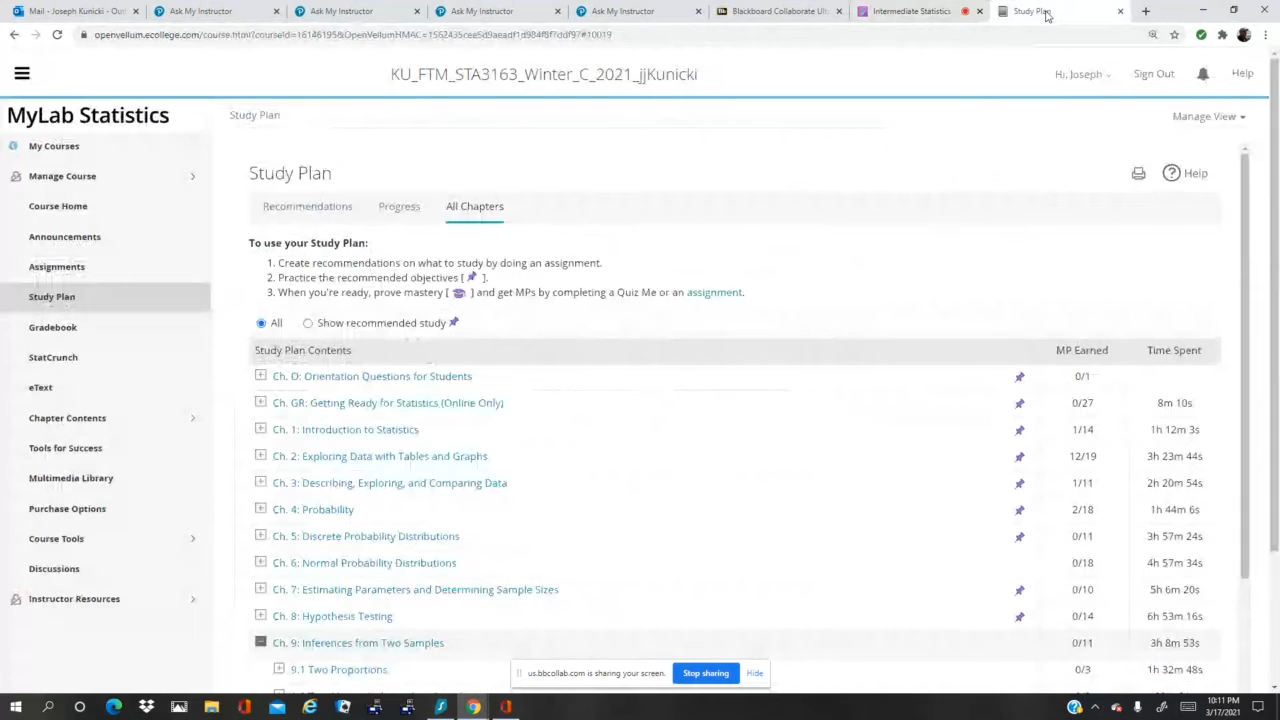 Mail - Joseph Kunicki - Out
Ask My Instructor
Ask My Instructor
Ask My Instructor
Ask My Instructor
Blackboard Collaborate Ult
Intermediate Statistics
Study Plan
KU_FTM_STA3163_Winter_C_2021_jjKunicki
Hi, Joseph
Sign Out
Help
MyLab Statistics
Study Plan
Manage View
My Courses
Manage Course
Course Home
Announcements
Assignments
Study Plan
Gradebook
StatCrunch
eText
Chapter Contents
Tools for Success
Multimedia Library
Purchase Options
Course Tools
Discussions
Instructor Resources
Study Plan
Help
Recommendations
Progress
All Chapters
To use your Study Plan:
1. Create recommendations on what to study by doing an assignment.
2. Practice the recommended objectives [ ].
3. When you're ready, prove mastery [ ] and get MPs by completing a Quiz Me or an assignment.
All
Show recommended study
Study Plan Contents MP Earned Time Spent
Ch. O: Orientation Questions for Students 0/1
Ch. GR: Getting Ready for Statistics (Online Only) 0/27 8m 10s
Ch. 1: Introduction to Statistics 1/14 1h 12m 3s
Ch. 2: Exploring Data with Tables and Graphs 12/19 3h 23m 44s
Ch. 3: Describing, Exploring, and Comparing Data 1/11 2h 20m 54s
Ch. 4: Probability 2/18 1h 44m 6s
Ch. 5: Discrete Probability Distributions 0/11 3h 57m 24s
Ch. 6: Normal Probability Distributions 0/18 4h 57m 34s
Ch. 7: Estimating Parameters and Determining Sample Sizes 0/10 5h 6m 20s
Ch. 8: Hypothesis Testing 0/14 6h 53m 16s
Ch. 9: Inferences from Two Samples 0/11 3h 8m 53s
9.1 Two Proportions 0/3 1h 32m 48s
us.bbcollab.com is sharing your screen.
Stop sharing
Hide
10:11 PM
3/17/2021